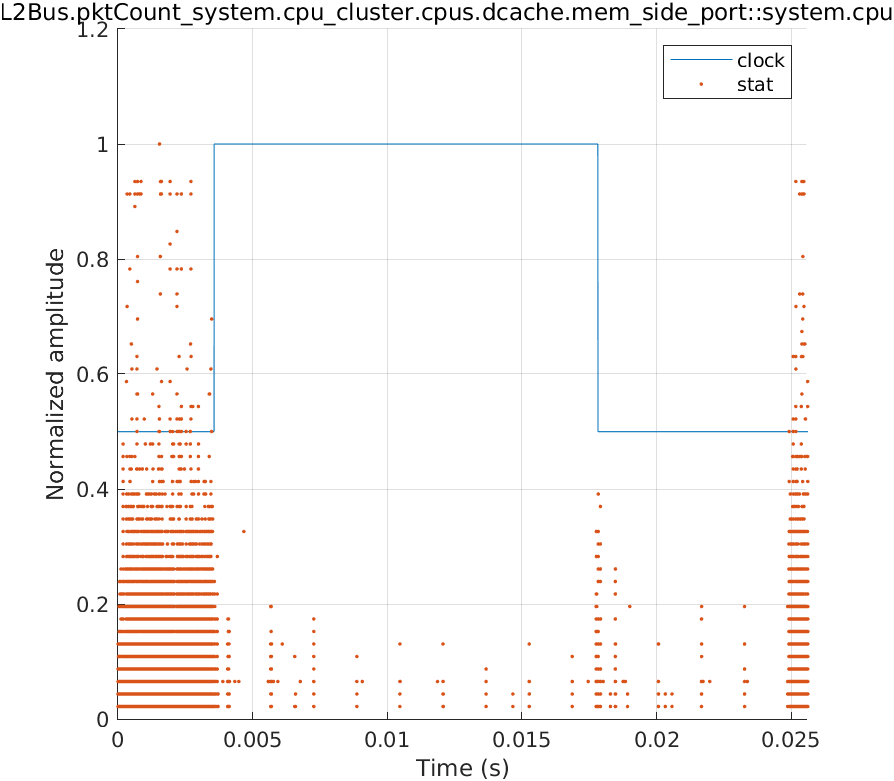 L2Bus.pktCount_system.cpu_cluster.cpus.dcache.mem_side_port::system.cpu
1.2
1
0.8
0.6
0.4
0.2
0
Normalized amplitude
clock
stat
0
0.005
0.01
0.015
0.02
0.025
Time (s)